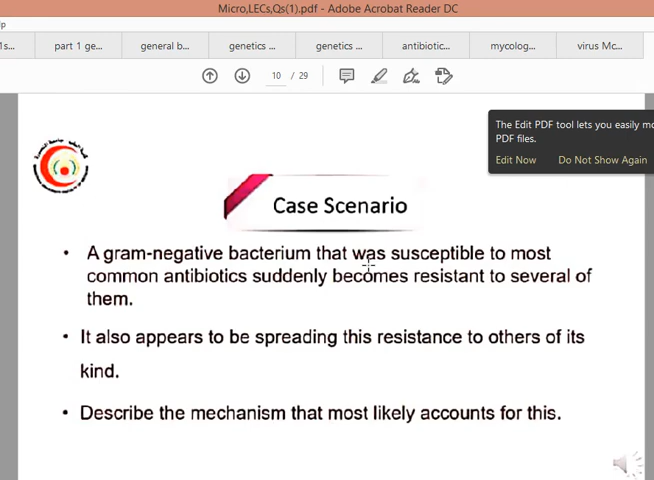 Micro,LECs,Qs(1).pdf - Adobe Acrobat Reader DC
lp
1s...
part 1 ge...
general b...
genetics ...
genetics ...
antibiotic...
mycolog...
virus Mc...
10 / 29
The Edit PDF tool lets you easily mo
PDF files.
Edit Now Do Not Show Again
Case Scenario
• A gram-negative bacterium that was susceptible to most
common antibiotics suddenly becomes resistant to several of
them.
• It also appears to be spreading this resistance to others of its
kind.
• Describe the mechanism that most likely accounts for this.